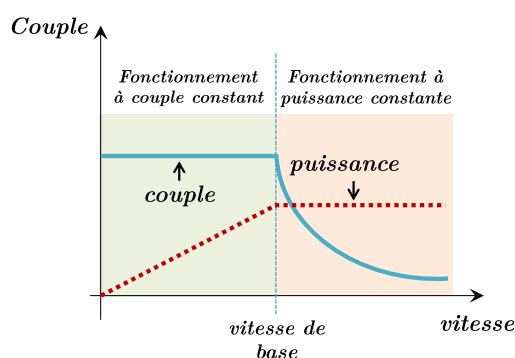 Couple
Fonctionnement
à couple constant
Fonctionnement à
puissance constante
puissance
couple
vitesse de
base
vitesse